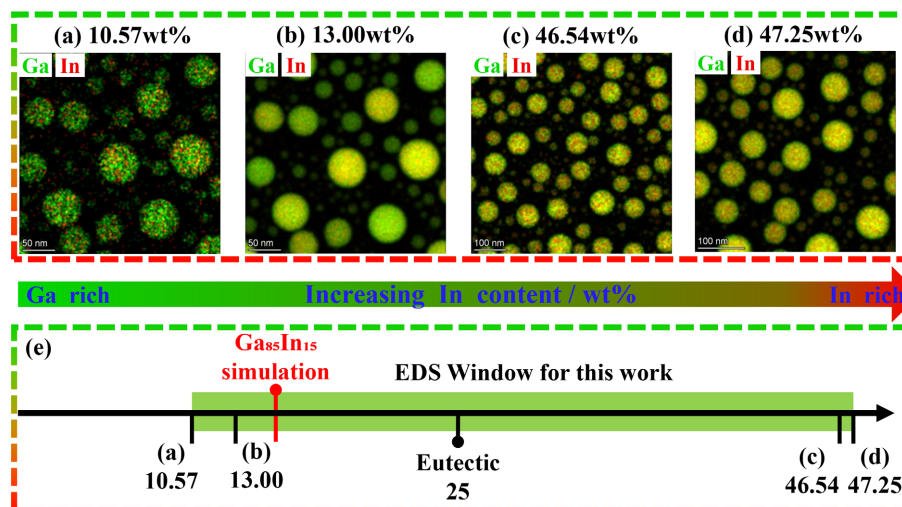 (a) 10.57wt%
(b) 13.00wt%
(c) 46.54wt%
(d) 47.25wt%
Ga In
Ga In
Ga In
Ga In
50 nm
50 nm
100 nm
100 nm
Ga rich
Increasing In content / wt%
In rich
(e)
Ga₈₅In₁₅
simulation
EDS Window for this work
(a)
10.57
(b)
13.00
Eutectic
25
(c)
46.54
(d)
47.25